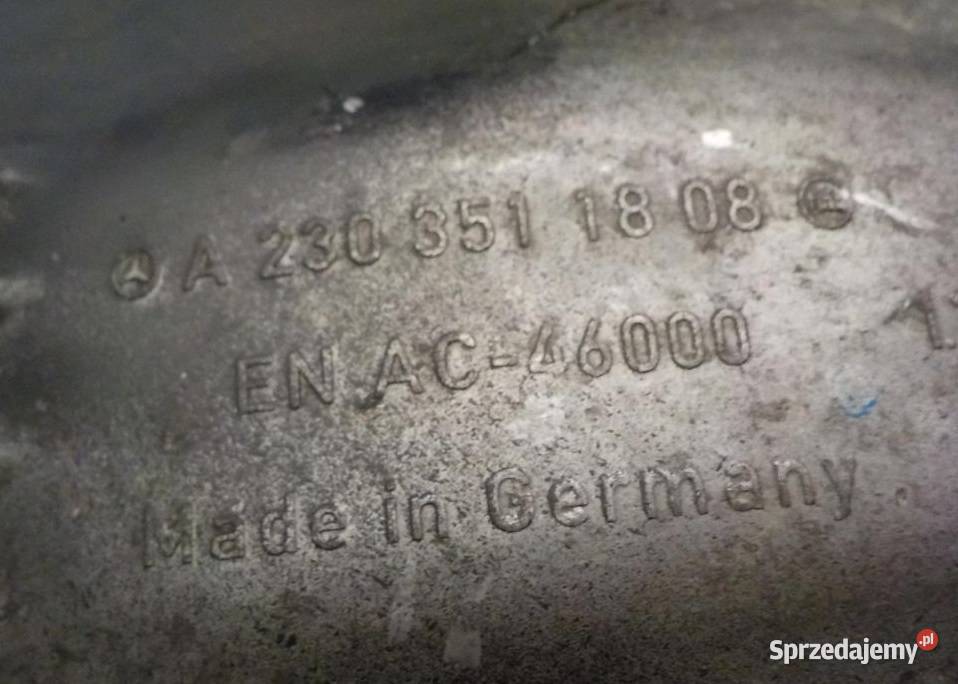 A 230 351 18 08
EN AC-46000
Made in Germany
Sprzedajemy.pl